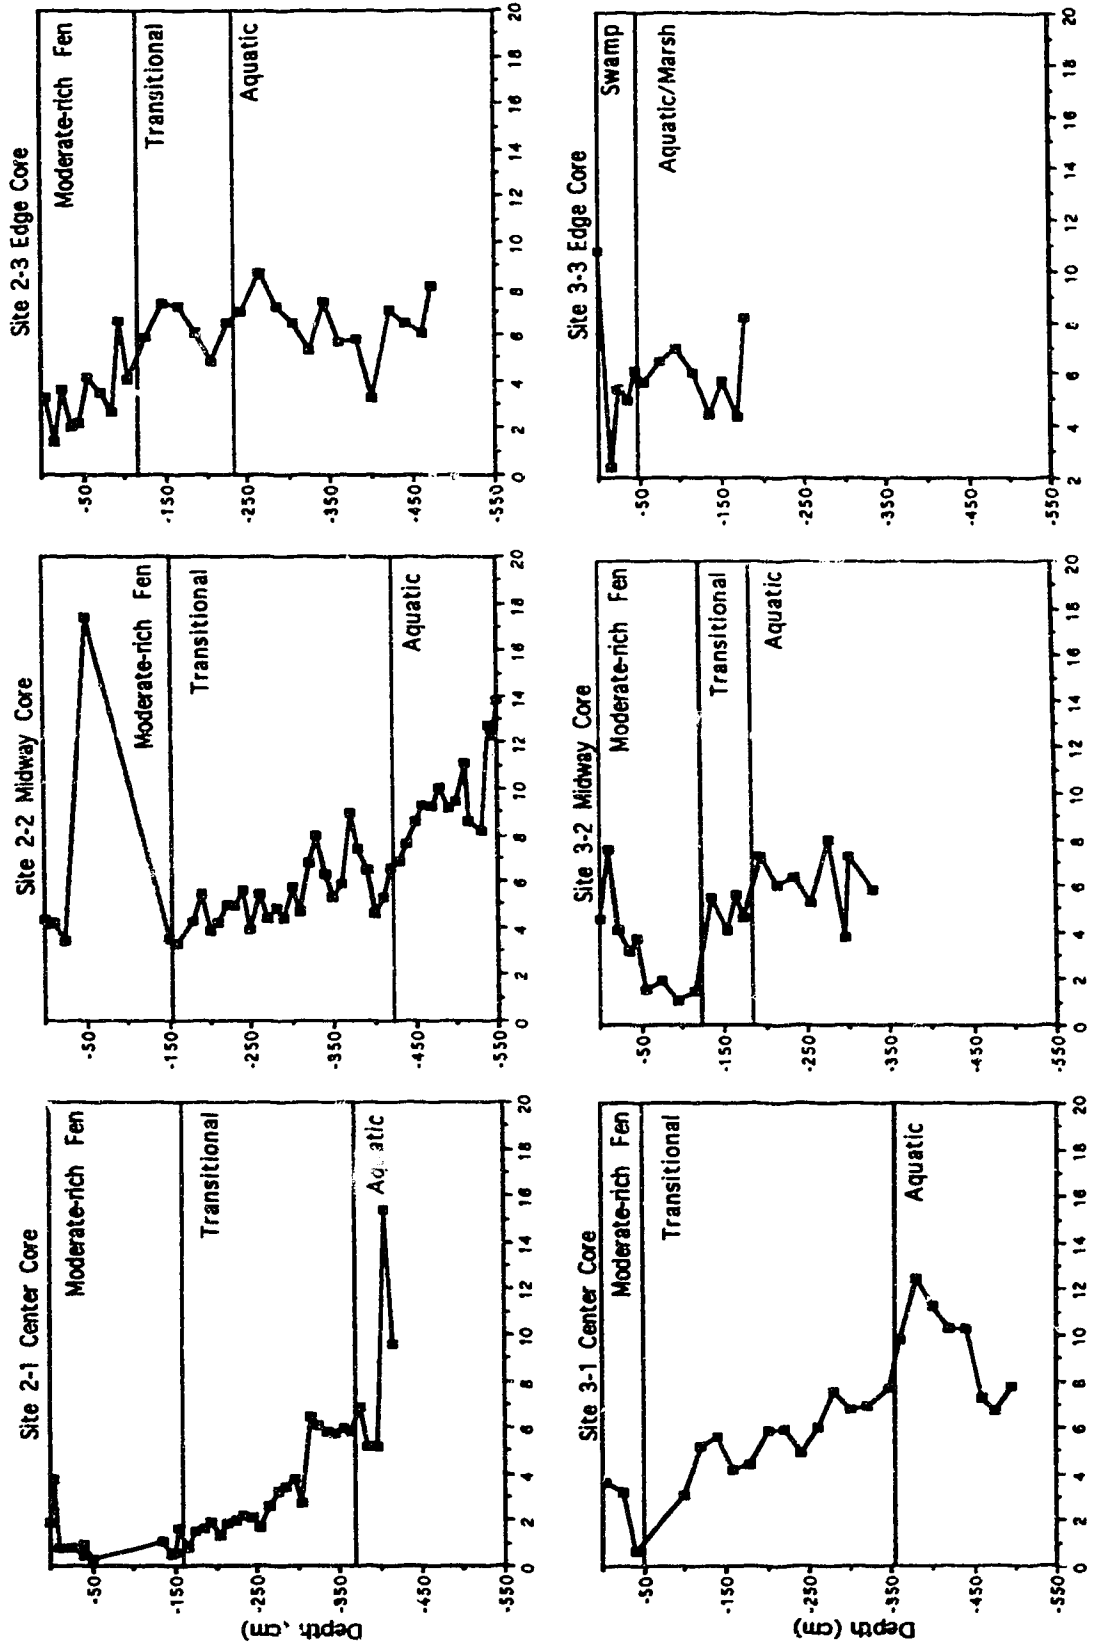 Site 2-1 Center Core
Moderate-rich Fen
Transitional
Aquatic
Depth (cm)
-50
-150
-250
-350
-450
-550
0 2 4 6 8 10 12 14 16 18 20
Site 2-2 Midway Core
Moderate-rich Fen
Transitional
Aquatic
-50
-150
-250
-350
-450
-550
0 2 4 6 8 10 12 14 16 18 20
Site 2-3 Edge Core
Moderate-rich Fen
Transitional
Aquatic
-50
-150
-250
-350
-450
-550
0 2 4 6 8 10 12 14 16 18 20
Site 3-1 Center Core
Moderate-rich Fen
Transitional
Aquatic
Depth (cm)
-50
-150
-250
-350
-450
-550
0 2 4 6 8 10 12 14 16 18 20
Site 3-2 Midway Core
Moderate-rich Fen
Transitional
Aquatic
-50
-150
-250
-350
-450
-550
0 2 4 6 8 10 12 14 16 18 20
Site 3-3 Edge Core
Swamp
Aquatic/Marsh
-50
-150
-250
-350
-450
-550
2 4 6 8 10 12 14 16 18 20